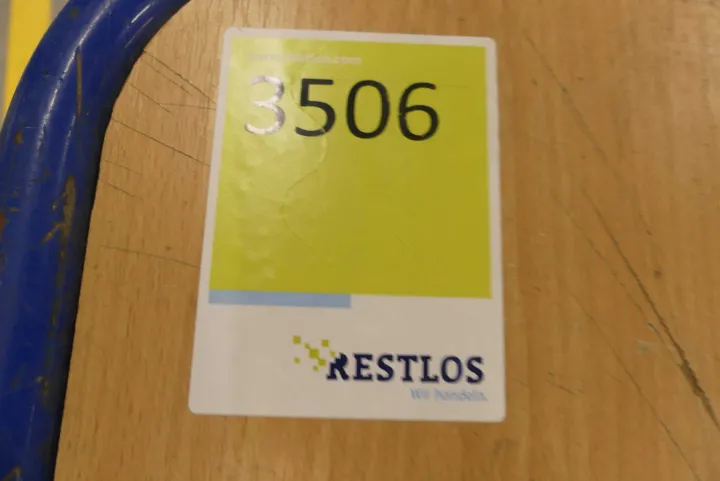 3506
RESTLOS
Wir handeln.